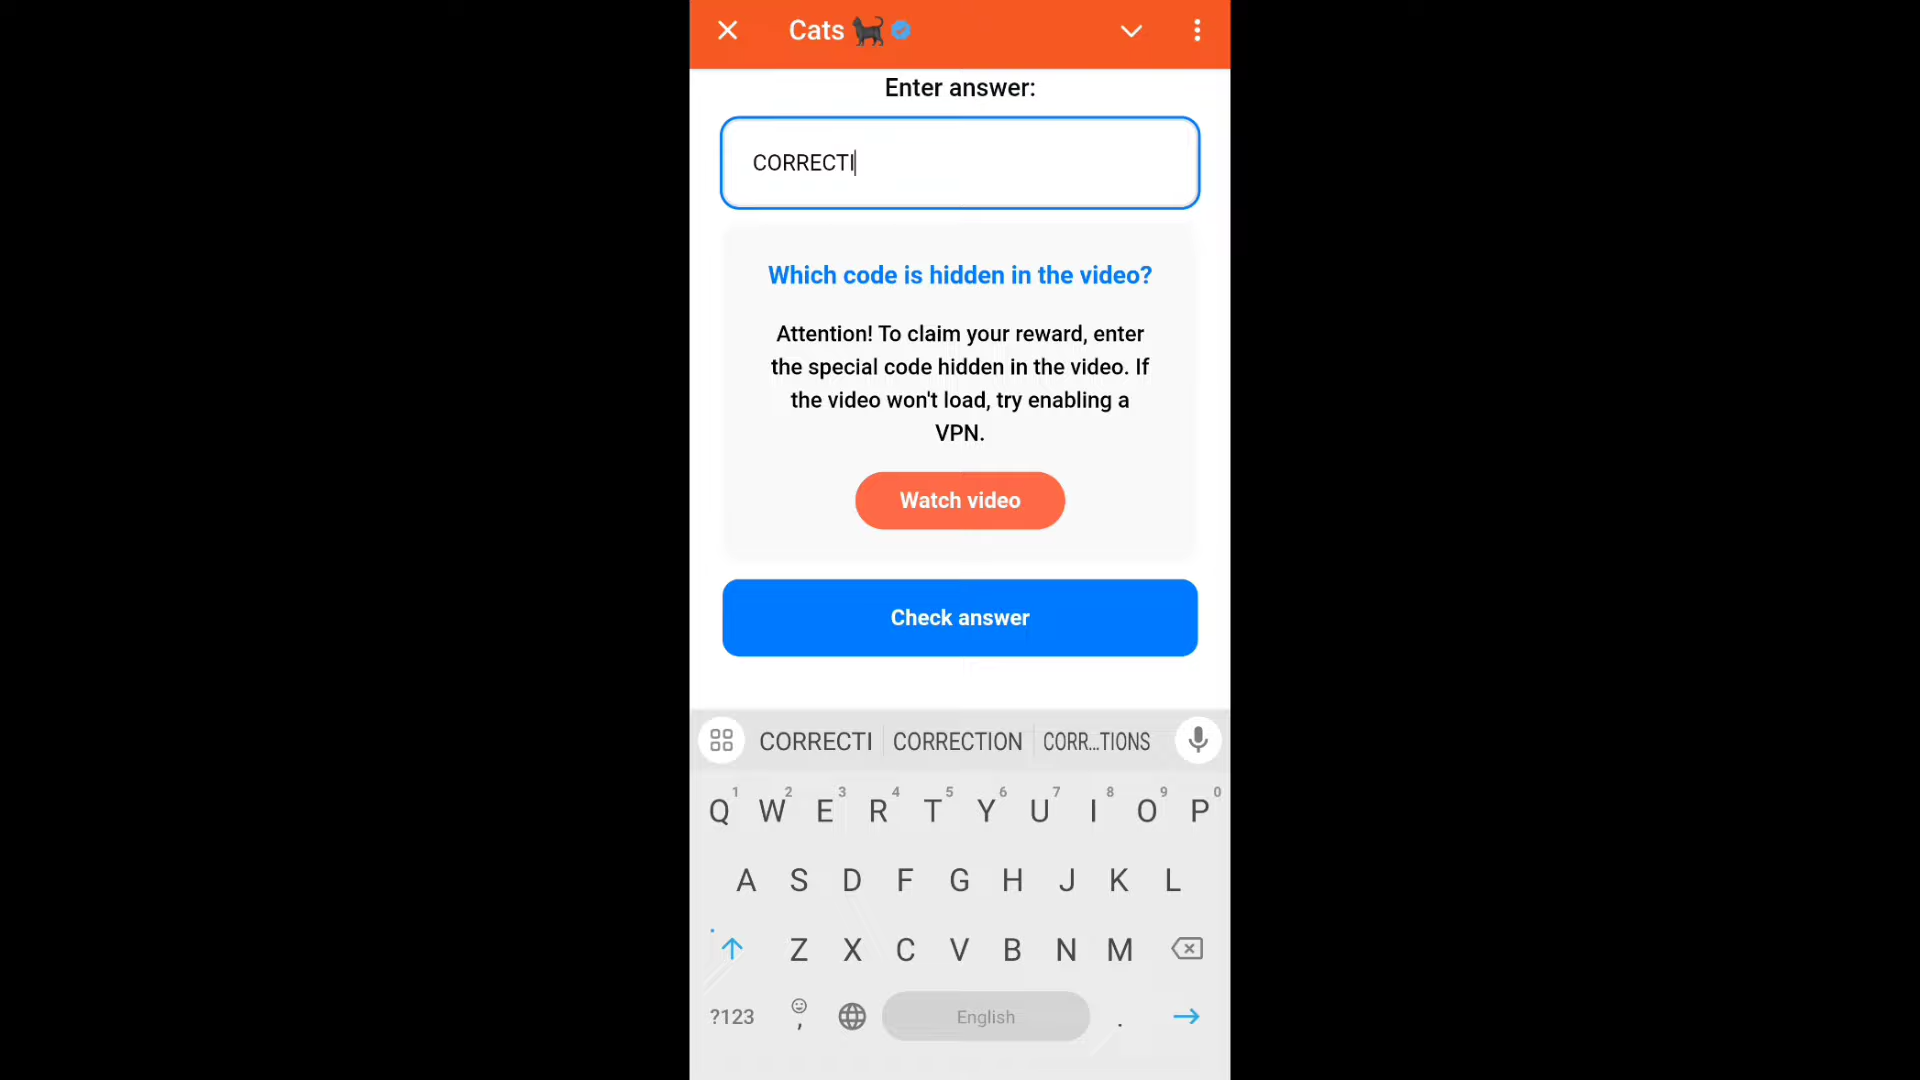 Cats
Enter answer:
CORRECTI
Which code is hidden in the video?
Attention! To claim your reward, enter
the special code hidden in the video. If
the video won't load, try enabling a
VPN.
Watch video
Check answer
CORRECTI CORRECTION CORR...TIONS
1 2 3 4 5 6 7 8 9 0
Q W E R T Y U I O P
A S D F G H J K L
Z X C V B N M
?123 , English .